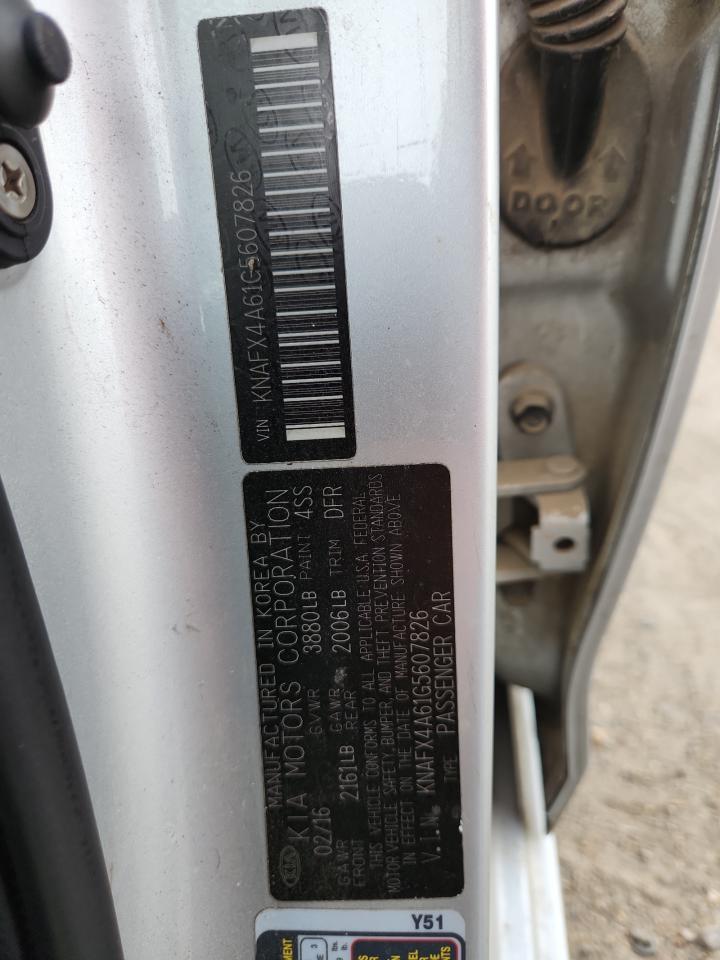 VIN KNAFX4A61G5607826
MANUFACTURED IN KOREA BY
KIA KIA MOTORS CORPORATION
02/16 GVWR 3880LB PAINT 4SS
GAWR FRONT 2161LB GAWR REAR 2006LB TRIM DFR
THIS VEHICLE CONFORMS TO ALL APPLICABLE U.S.A FEDERAL
MOTOR VEHICLE SAFETY, BUMPER, AND THEFT PREVENTION STANDARDS
IN EFFECT ON THE DATE OF MANUFACTURE SHOWN ABOVE
V.I.N. KNAFX4A61G5607826
TYPE PASSENGER CAR
DOOR
Y51